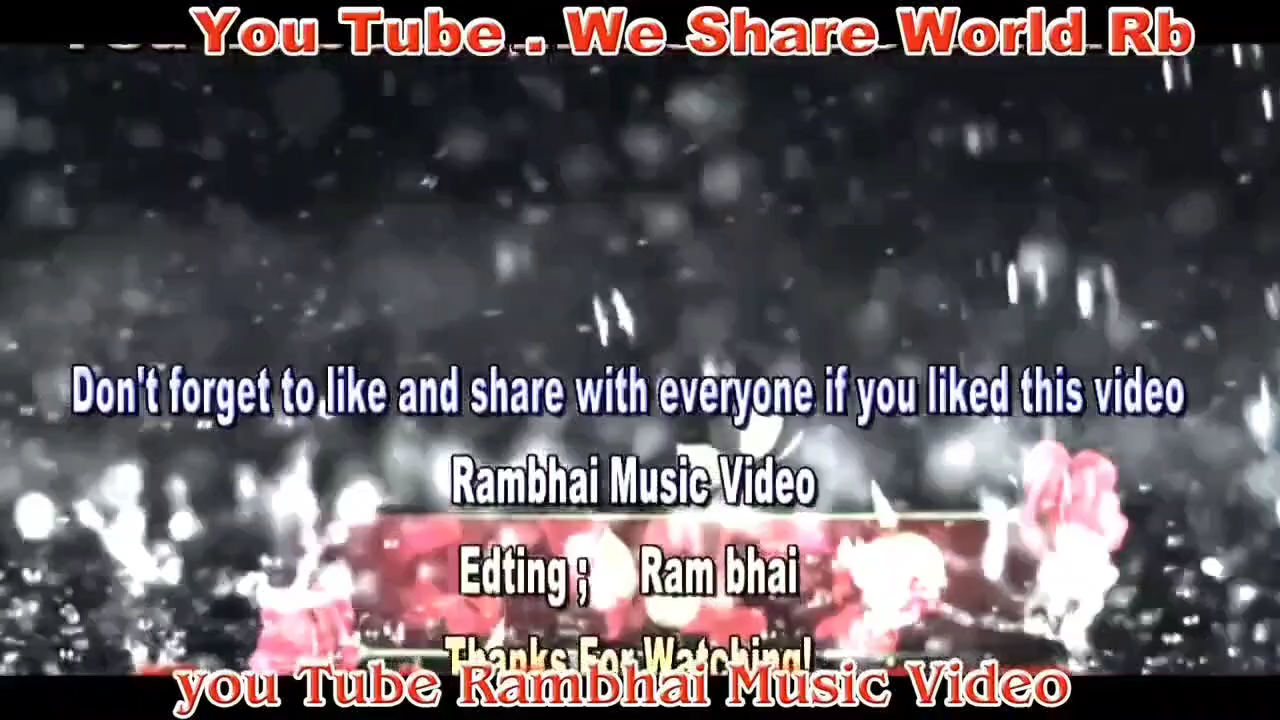 You Tube . We Share World Rb
Don't forget to like and share with everyone if you liked this video
Rambhai Music Video
Edting ; Ram bhai
Thanks For Watching!
you Tube Rambhai Music Video